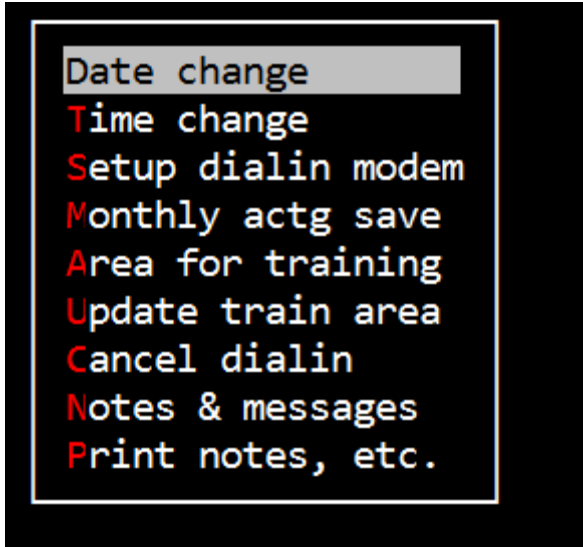 Date change
Time change
Setup dialin modem
Monthly actg save
Area for training
Update train area
Cancel dialin
Notes & messages
Print notes, etc.